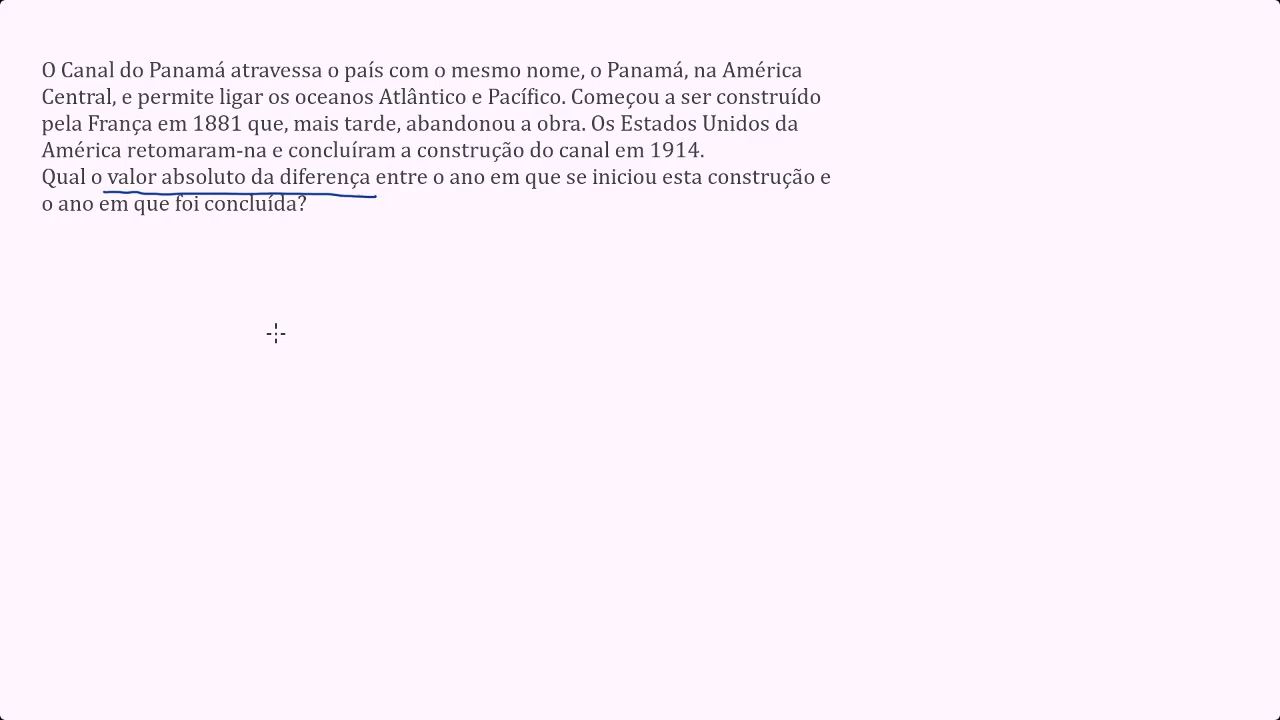 O Canal do Panamá atravessa o país com o mesmo nome, o Panamá, na América
Central, e permite ligar os oceanos Atlântico e Pacífico. Começou a ser construído
pela França em 1881 que, mais tarde, abandonou a obra. Os Estados Unidos da
América retomaram-na e concluíram a construção do canal em 1914.
Qual o valor absoluto da diferença entre o ano em que se iniciou esta construção e
o ano em que foi concluída?